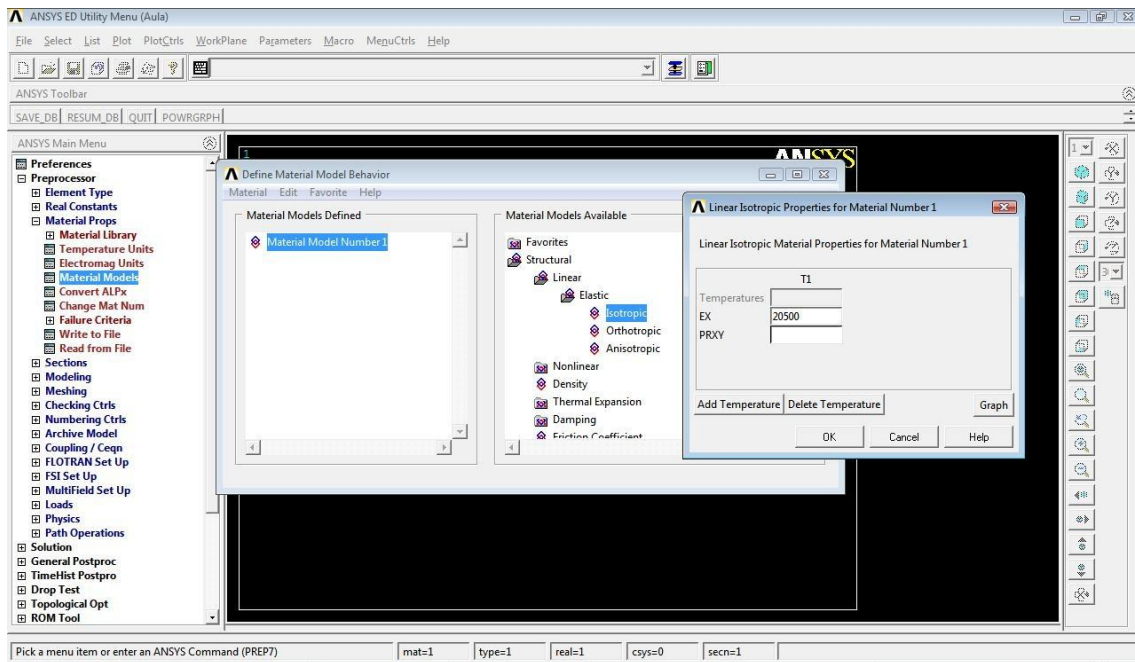 ANSYS ED Utility Menu (Aula)
File Select List Plot PlotCtrls WorkPlane Parameters Macro MenuCtrls Help
ANSYS Toolbar
SAVE_DB RESUM_DB QUIT POWRGRPH
ANSYS Main Menu
Preferences
Preprocessor
Element Type
Real Constants
Material Props
Material Library
Temperature Units
Electromag Units
Material Models
Convert ALPx
Change Mat Num
Failure Criteria
Write to File
Read from File
Sections
Modeling
Meshing
Checking Ctrls
Numbering Ctrls
Archive Model
Coupling / Ceqn
FLOTRAN Set Up
FSI Set Up
MultiField Set Up
Loads
Physics
Path Operations
Solution
General Postproc
TimeHist Postpro
Drop Test
Topological Opt
ROM Tool
1
ANSYS
Define Material Model Behavior
Material Edit Favorite Help
Material Models Defined
Material Model Number 1
Material Models Available
Favorites
Structural
Linear
Elastic
Isotropic
Orthotropic
Anisotropic
Nonlinear
Density
Thermal Expansion
Damping
Friction Coefficient
Linear Isotropic Properties for Material Number 1
Linear Isotropic Material Properties for Material Number 1
T1
Temperatures
EX 20500
PRXY
Add Temperature Delete Temperature Graph
OK Cancel Help
1
3
Pick a menu item or enter an ANSYS Command (PREP7) mat=1 type=1 real=1 csys=0 secn=1